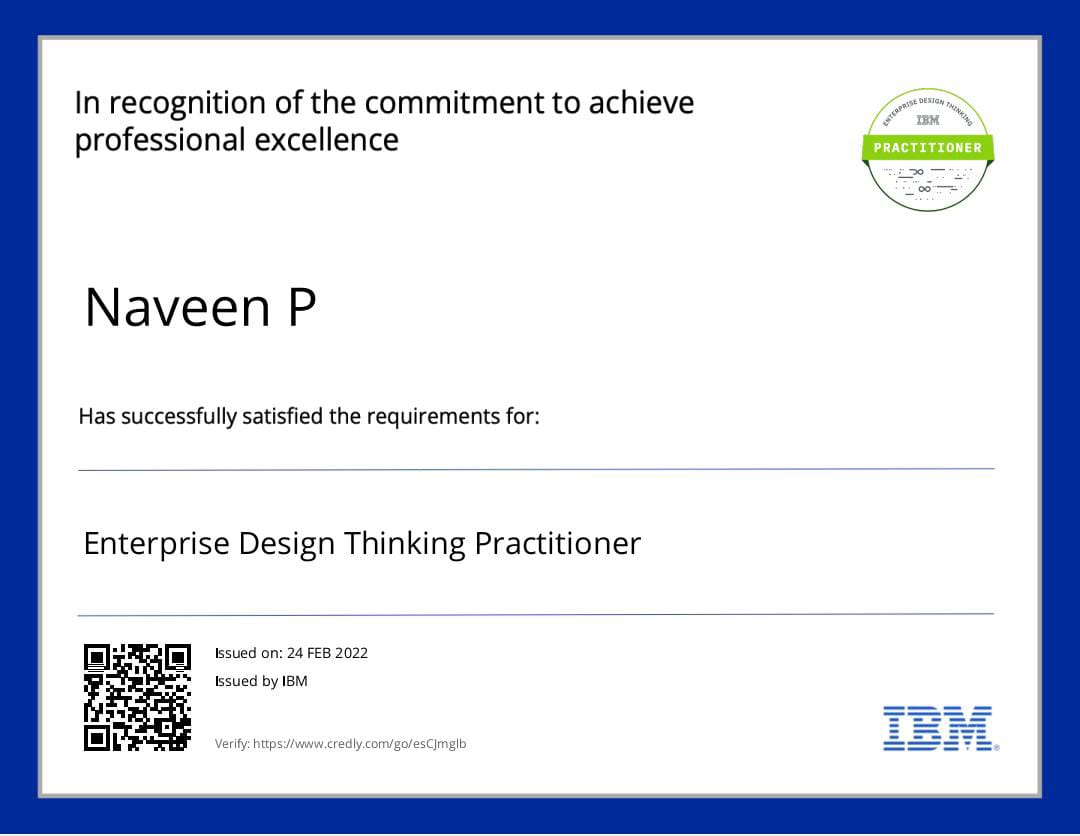 In recognition of the commitment to achieve
professional excellence
ENTERPRISE DESIGN THINKING
IBM
PRACTITIONER
Naveen P
Has successfully satisfied the requirements for:
Enterprise Design Thinking Practitioner
Issued on: 24 FEB 2022
Issued by IBM
Verify: https://www.credly.com/go/esCJmglb
IBM®